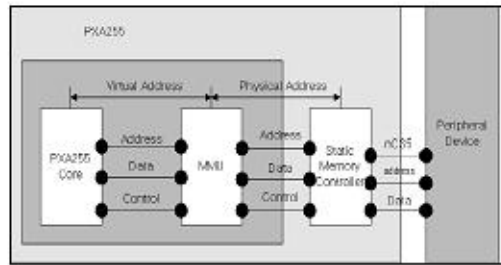 PXA255
Virtual Address
Physical Address
PXA255
Core
Address
Data
Control
MMU
Address
Data
Control
Static
Memory
Controller
nCS5
address
Data
Peripheral
Device